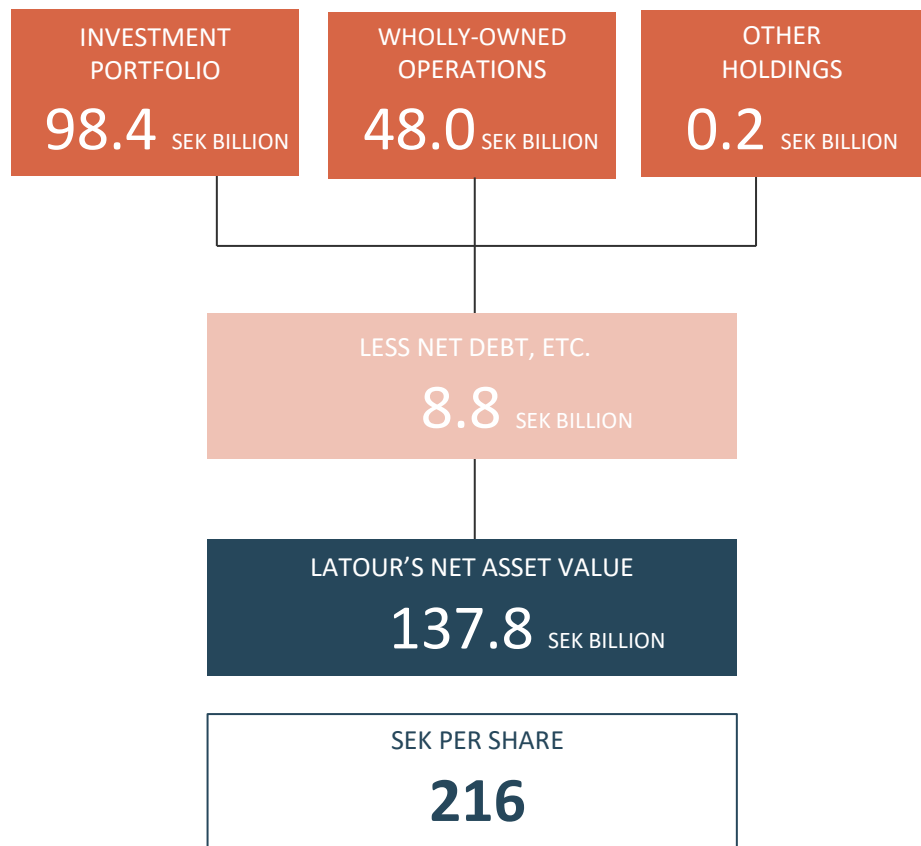 INVESTMENT
PORTFOLIO
98.4 SEK BILLION
WHOLLY-OWNED
OPERATIONS
48.0 SEK BILLION
OTHER
HOLDINGS
0.2 SEK BILLION
LESS NET DEBT, ETC.
8.8 SEK BILLION
LATOUR’S NET ASSET VALUE
137.8 SEK BILLION
SEK PER SHARE
216